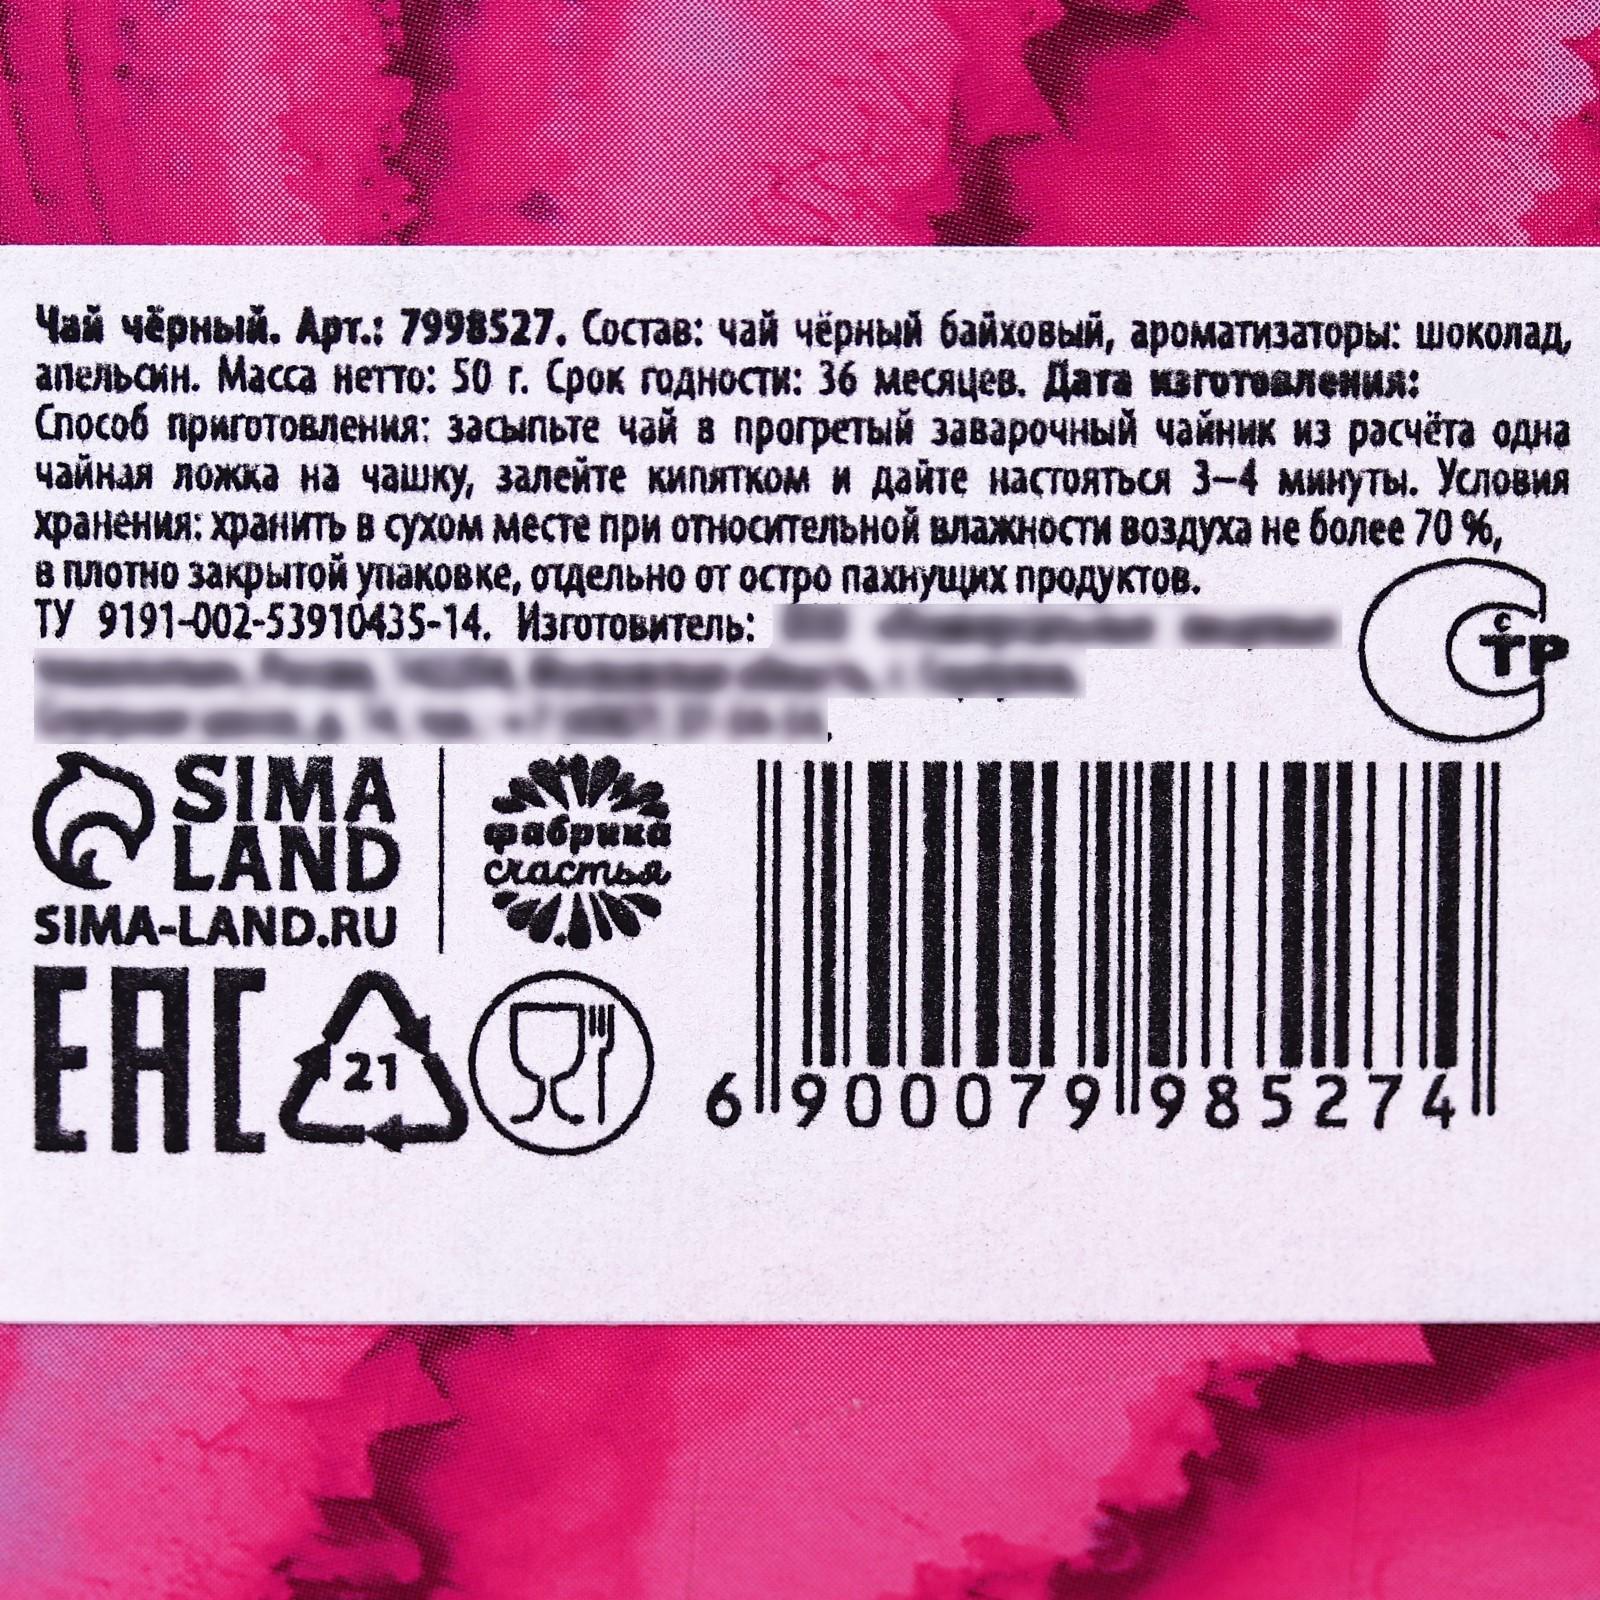 Чай чёрный. Арт.: 7998527. Состав: чай чёрный байховый, ароматизаторы: шоколад,
апельсин. Масса нетто: 50 г. Срок годности: 36 месяцев. Дата изготовления:
Способ приготовления: засыпьте чай в прогретый заварочный чайник из расчёта одна
чайная ложка на чашку, залейте кипятком и дайте настояться 3–4 минуты. Условия
хранения: хранить в сухом месте при относительной влажности воздуха не более 70 %,
в плотно закрытой упаковке, отдельно от остро пахнущих продуктов.
ТУ 9191-002-53910435-14. Изготовитель:
СТР
SIMA
LAND
SIMA-LAND.RU
фабрика
счастья
EAC
21
6 900079 985274